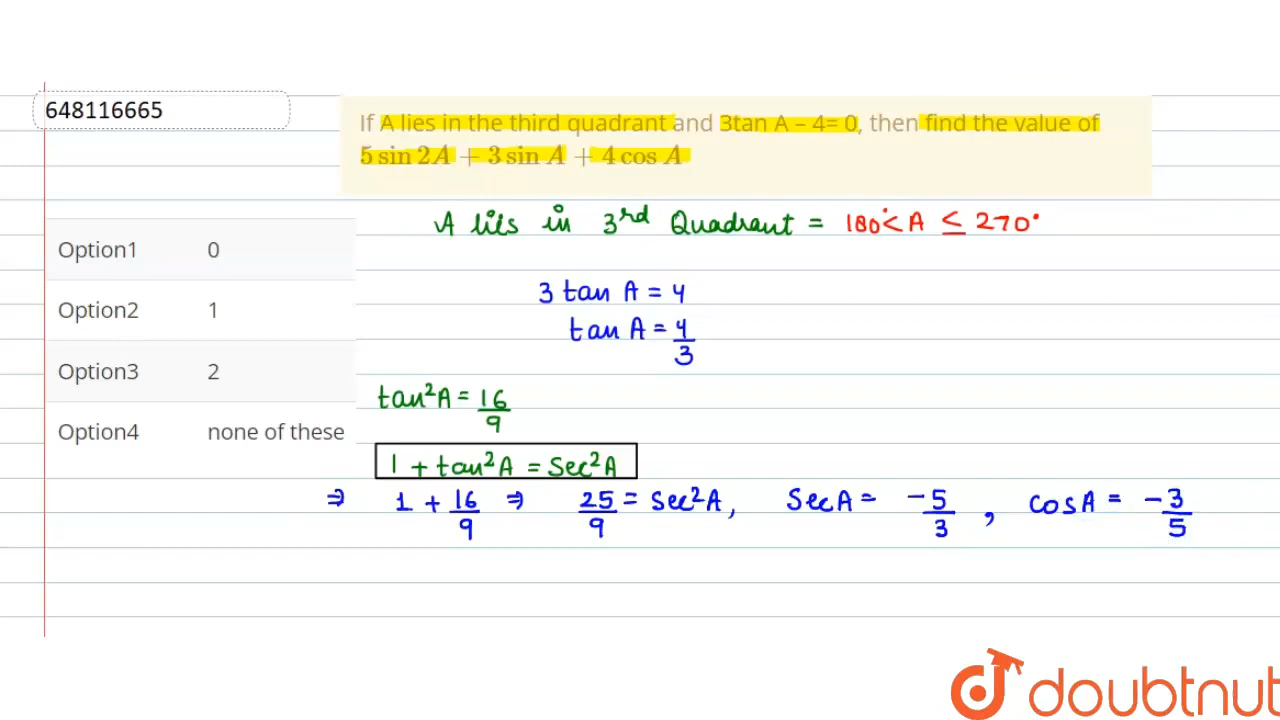 648116665
If A lies in the third quadrant and 3tan A – 4= 0, then find the value of
5 sin 2A + 3 sin A + 4 cos A
A lies in 3rd Quadrant = 180° < A ≤ 270°
Option1 0
3 tan A = 4
Option2 1
tan A = 4/3
Option3 2
tan²A = 16/9
Option4 none of these
1 + tan²A = Sec²A
⇒ 1 + 16/9 ⇒ 25/9 = Sec²A, SecA = -5/3, cosA = -3/5
doubtnut